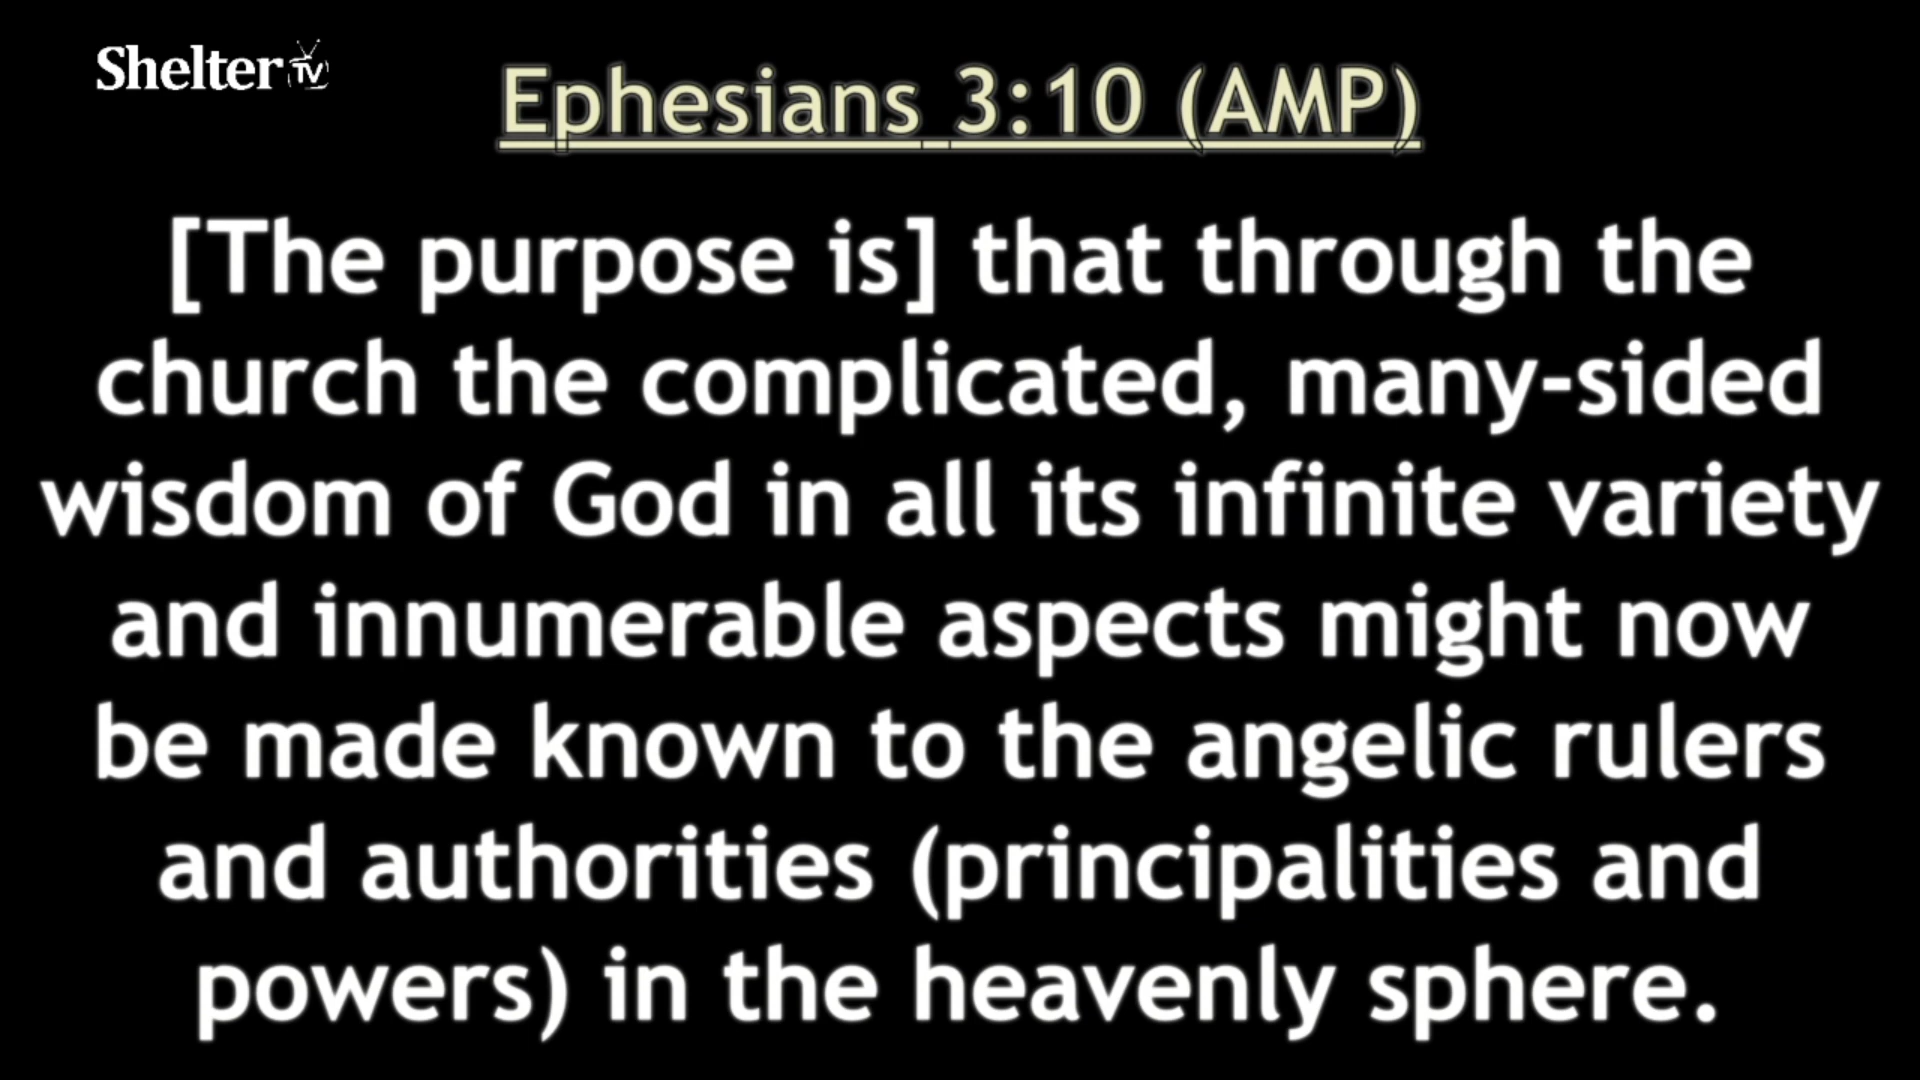 Shelter TV
Ephesians 3:10 (AMP)
[The purpose is] that through the
church the complicated, many-sided
wisdom of God in all its infinite variety
and innumerable aspects might now
be made known to the angelic rulers
and authorities (principalities and
powers) in the heavenly sphere.